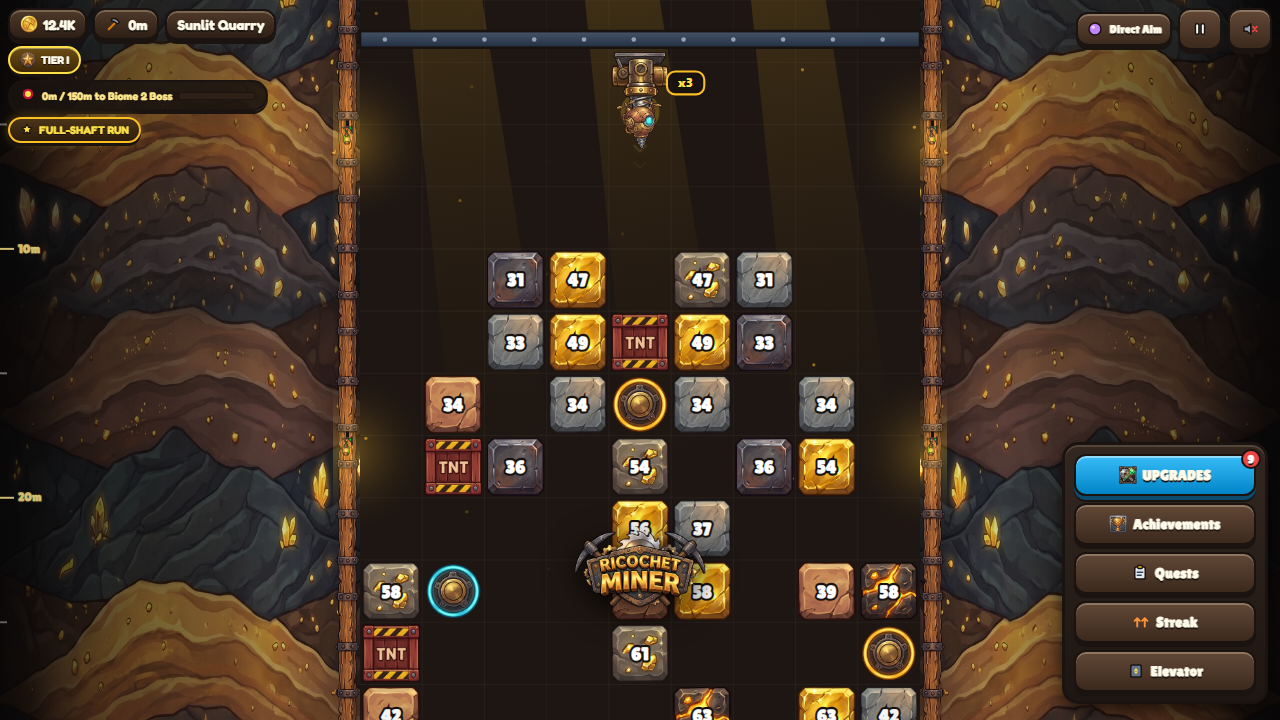 12.4K 0m Sunlit Quarry
Direct Aim
TIER I
0m / 150m to Biome 2 Boss
FULL-SHAFT RUN
x3
10m
31 47 47 31
33 49 TNT 49 33
34 34 34 34
TNT 36 54 36 54
20m
56 37
RICOCHET
MINER
58 58 39 58
TNT 61
42 63 63 42
9
UPGRADES
Achievements
Quests
Streak
Elevator